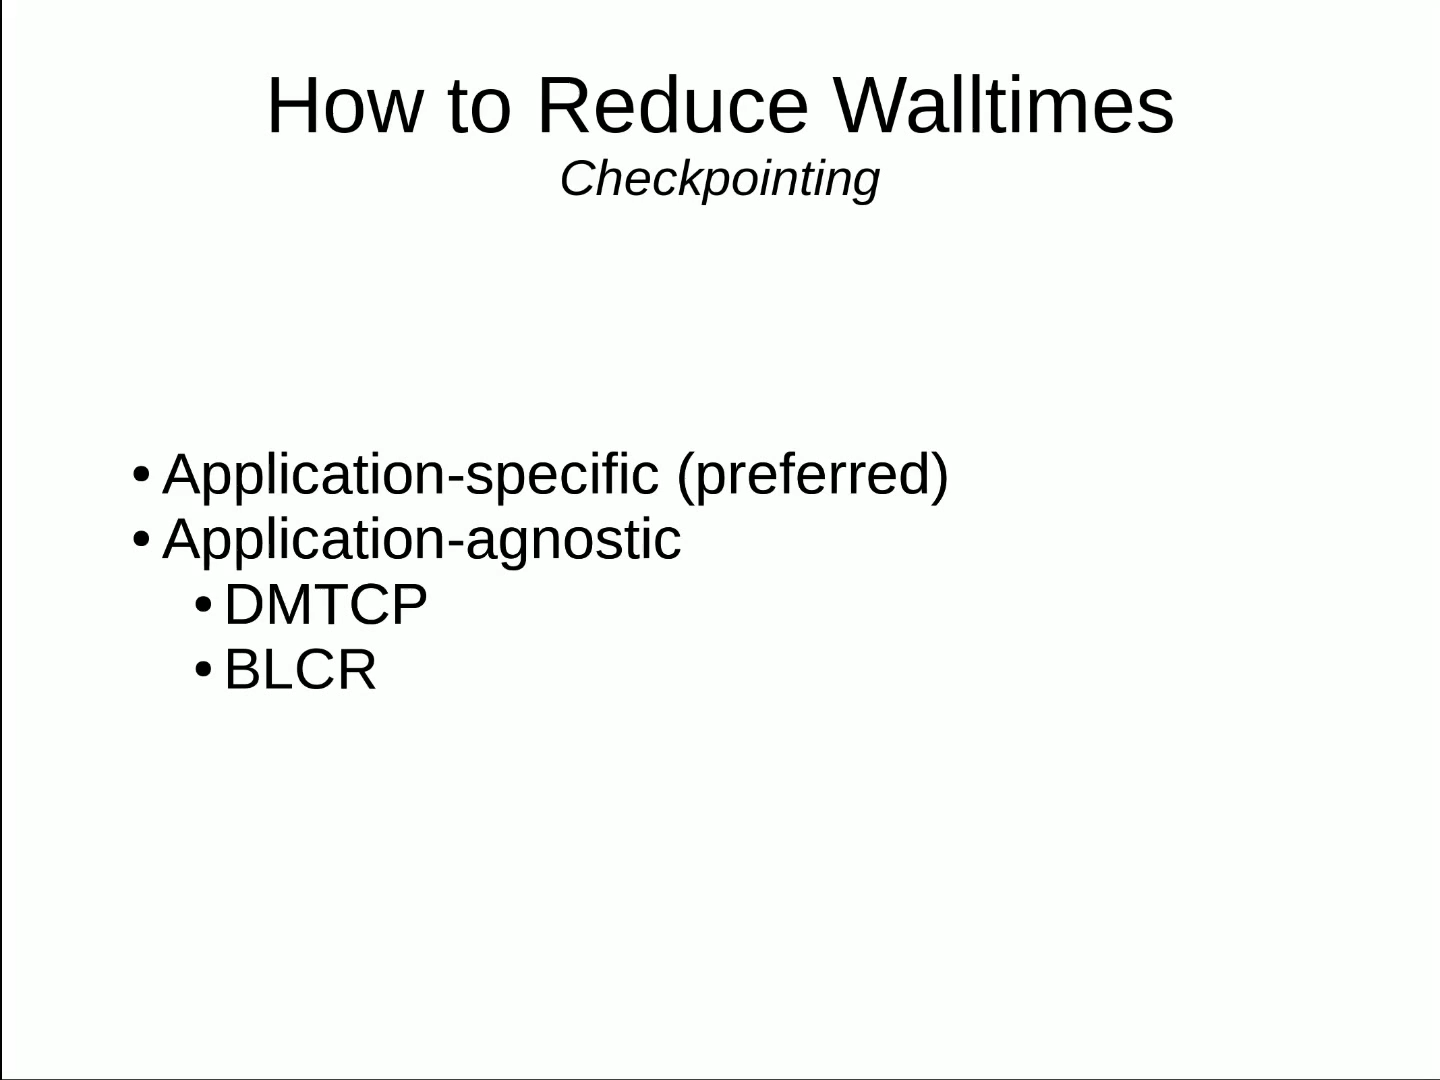 How to Reduce Walltimes
Checkpointing
• Application-specific (preferred)
• Application-agnostic
• DMTCP
• BLCR